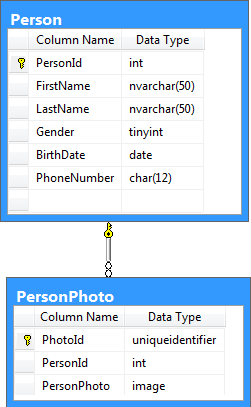 Person
Column Name Data Type
PersonId int
FirstName nvarchar(50)
LastName nvarchar(50)
Gender tinyint
BirthDate date
PhoneNumber char(12)
PersonPhoto
Column Name Data Type
PhotoId uniqueidentifier
PersonId int
PersonPhoto image